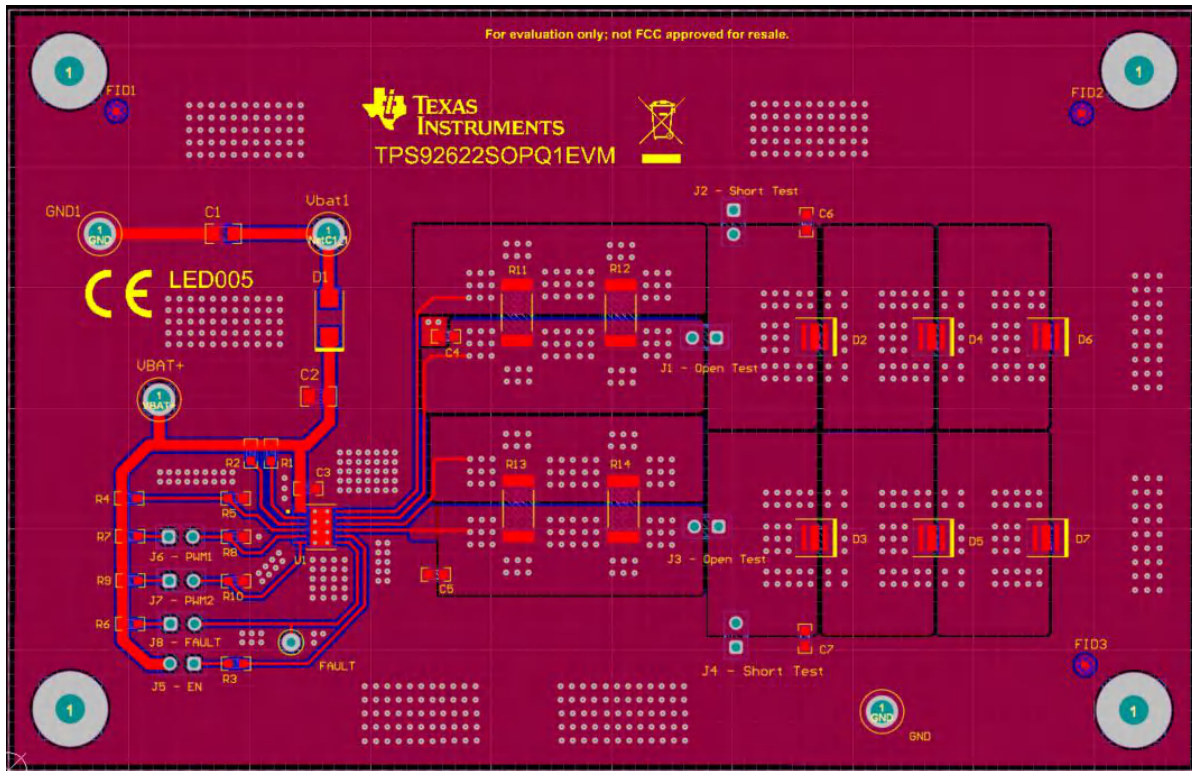 For evaluation only; not FCC approved for resale.
1
1
FID1
FID2
TEXAS
INSTRUMENTS
TPS92622SOPQ1EVM
J2 - Short Test
GND1
C1
Vbat1
C6
1
GND
1
NetC1_1
CE LED005
D1
R11
R12
C4
J1 - Open Test
D2
D4
D6
VBAT+
C2
1
VBAT+
R2
R1
C3
R13
R14
R4
R5
R7
J6 - PWM1
R8
U1
J3 - Open Test
D3
D5
D7
R9
J7 - PWM2
R10
C5
R6
J8 - FAULT
FAULT
J5 - EN
R3
C7
J4 - Short Test
FID3
1
1
GND
GND
1